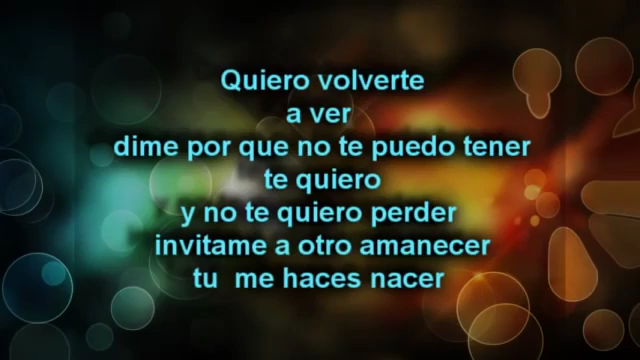 Quiero volverte
a ver
dime por que no te puedo tener
te quiero
y no te quiero perder
invitame a otro amanecer
tu me haces nacer